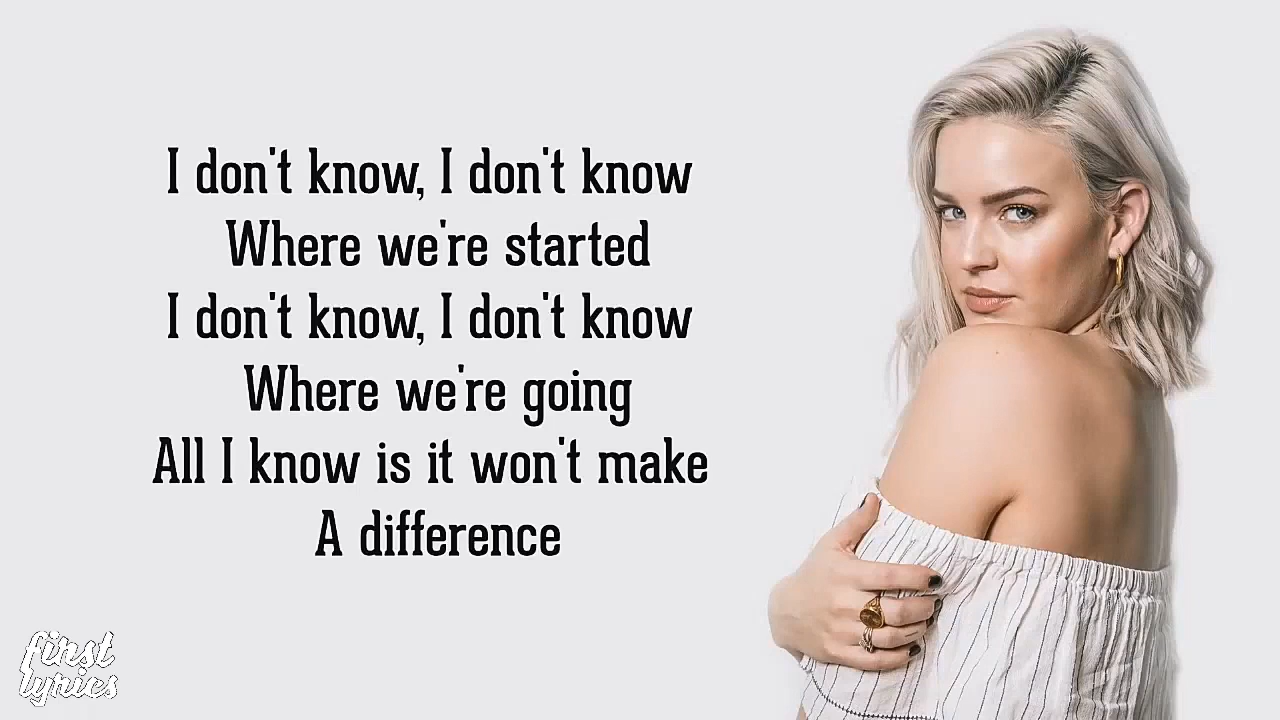 I don't know, I don't know
Where we're started
I don't know, I don't know
Where we're going
All I know is it won't make
A difference
first
lyrics